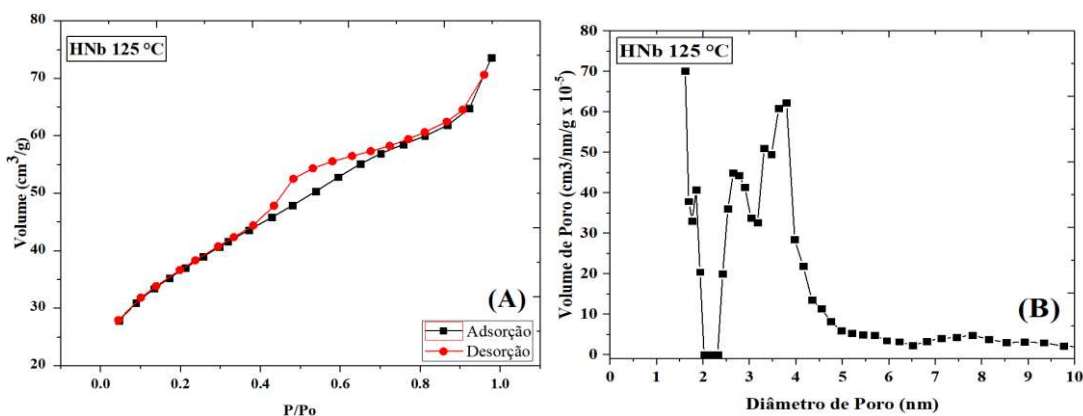 80
HNb 125 °C
70
60
50
40
30
20
Volume (cm³/g)
(A)
Adsorção
Desorção
0.0 0.2 0.4 0.6 0.8 1.0
P/Po
80
HNb 125 °C
70
60
50
40
30
20
10
0
Volume de Poro (cm3/nm/g x 10⁻⁵)
(B)
0 1 2 3 4 5 6 7 8 9 10
Diâmetro de Poro (nm)